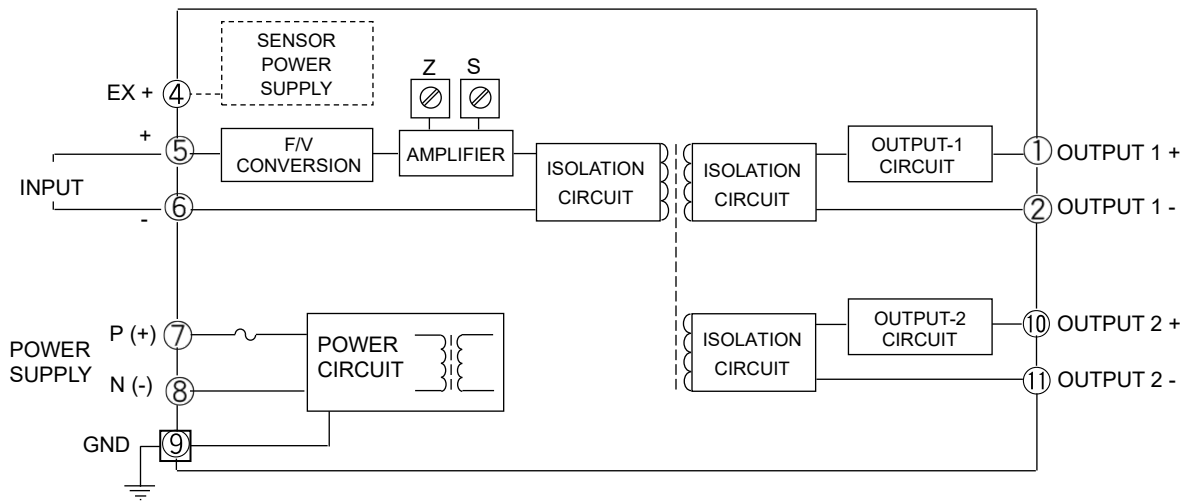 SENSOR
POWER
SUPPLY
Z S
EX + 4
+ 5
F/V
CONVERSION
AMPLIFIER
INPUT
- 6
ISOLATION
CIRCUIT
ISOLATION
CIRCUIT
OUTPUT-1
CIRCUIT
1 OUTPUT 1 +
2 OUTPUT 1 -
POWER
SUPPLY
P (+) 7
N (-) 8
GND 9
POWER
CIRCUIT
ISOLATION
CIRCUIT
OUTPUT-2
CIRCUIT
10 OUTPUT 2 +
11 OUTPUT 2 -